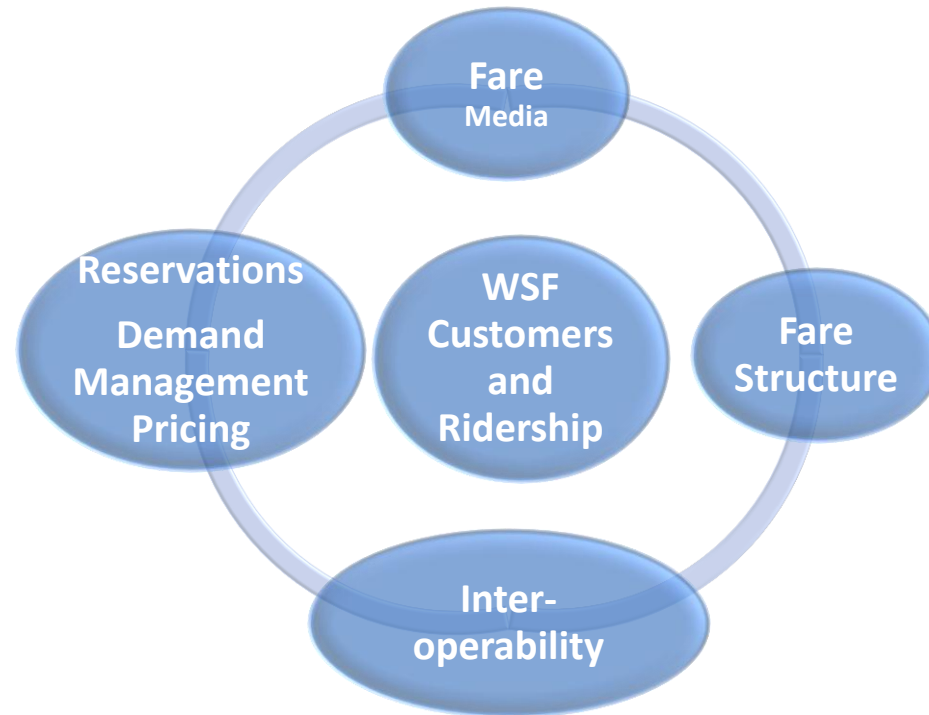 Fare
Media
Reservations
Demand
Management
Pricing
WSF
Customers
and
Ridership
Fare
Structure
Inter-
operability